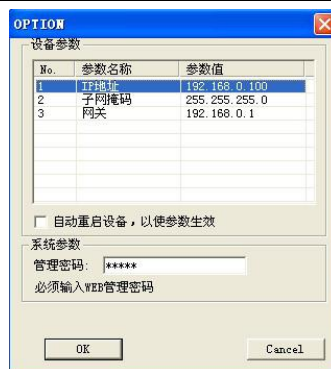 OPTION
设备参数
No. 参数名称 参数值
1 IP地址 192.168.0.100
2 子网掩码 255.255.255.0
3 网关 192.168.0.1
自动重启设备，以使参数生效
系统参数
管理密码: *****
必须输入WEB管理密码
OK Cancel